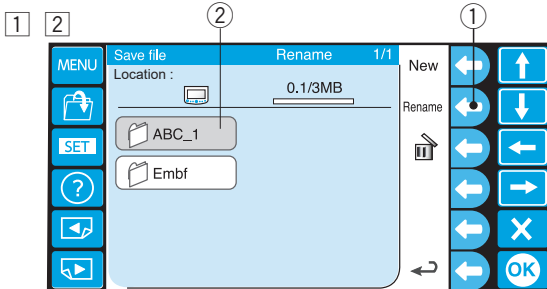 1 2
② ①
MENU Save file Rename 1/1 New
Location :
0.1/3MB
Rename
SET ABC_1
? Embf
OK